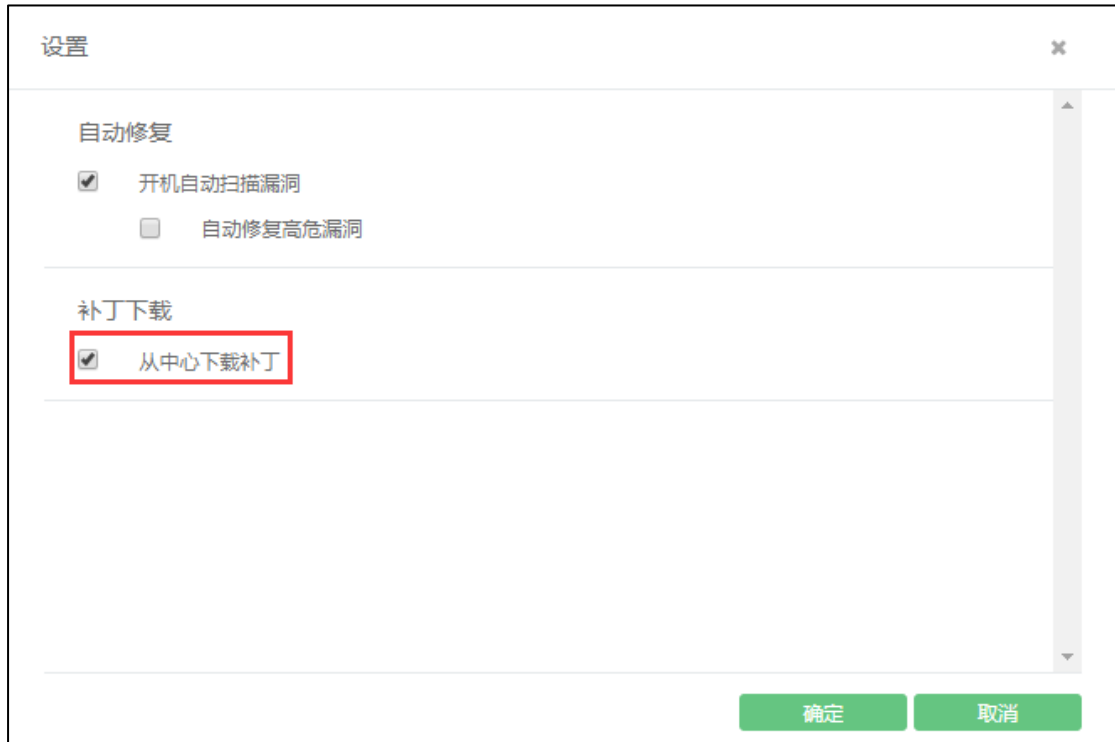 设置
自动修复
开机自动扫描漏洞
自动修复高危漏洞
补丁下载
从中心下载补丁
确定
取消